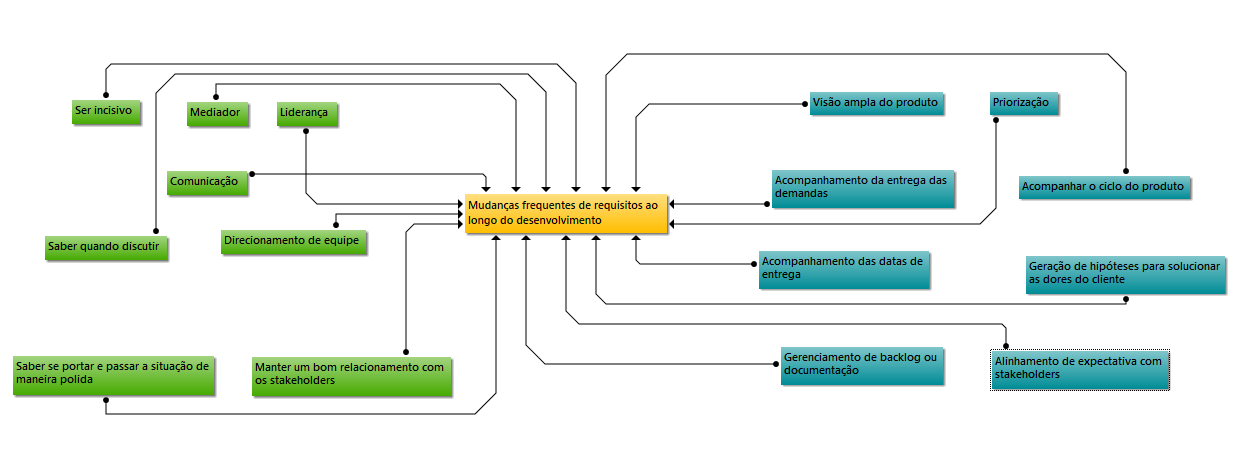 Ser incisivo
Mediador
Liderança
Visão ampla do produto
Priorização
Comunicação
Acompanhamento da entrega das
demandas
Acompanhar o ciclo do produto
Mudanças frequentes de requisitos ao
longo do desenvolvimento
Saber quando discutir
Direcionamento de equipe
Acompanhamento das datas de
entrega
Geração de hipóteses para solucionar
as dores do cliente
Saber se portar e passar a situação de
maneira polida
Manter um bom relacionamento com
os stakeholders
Gerenciamento de backlog ou
documentação
Alinhamento de expectativa com
stakeholders